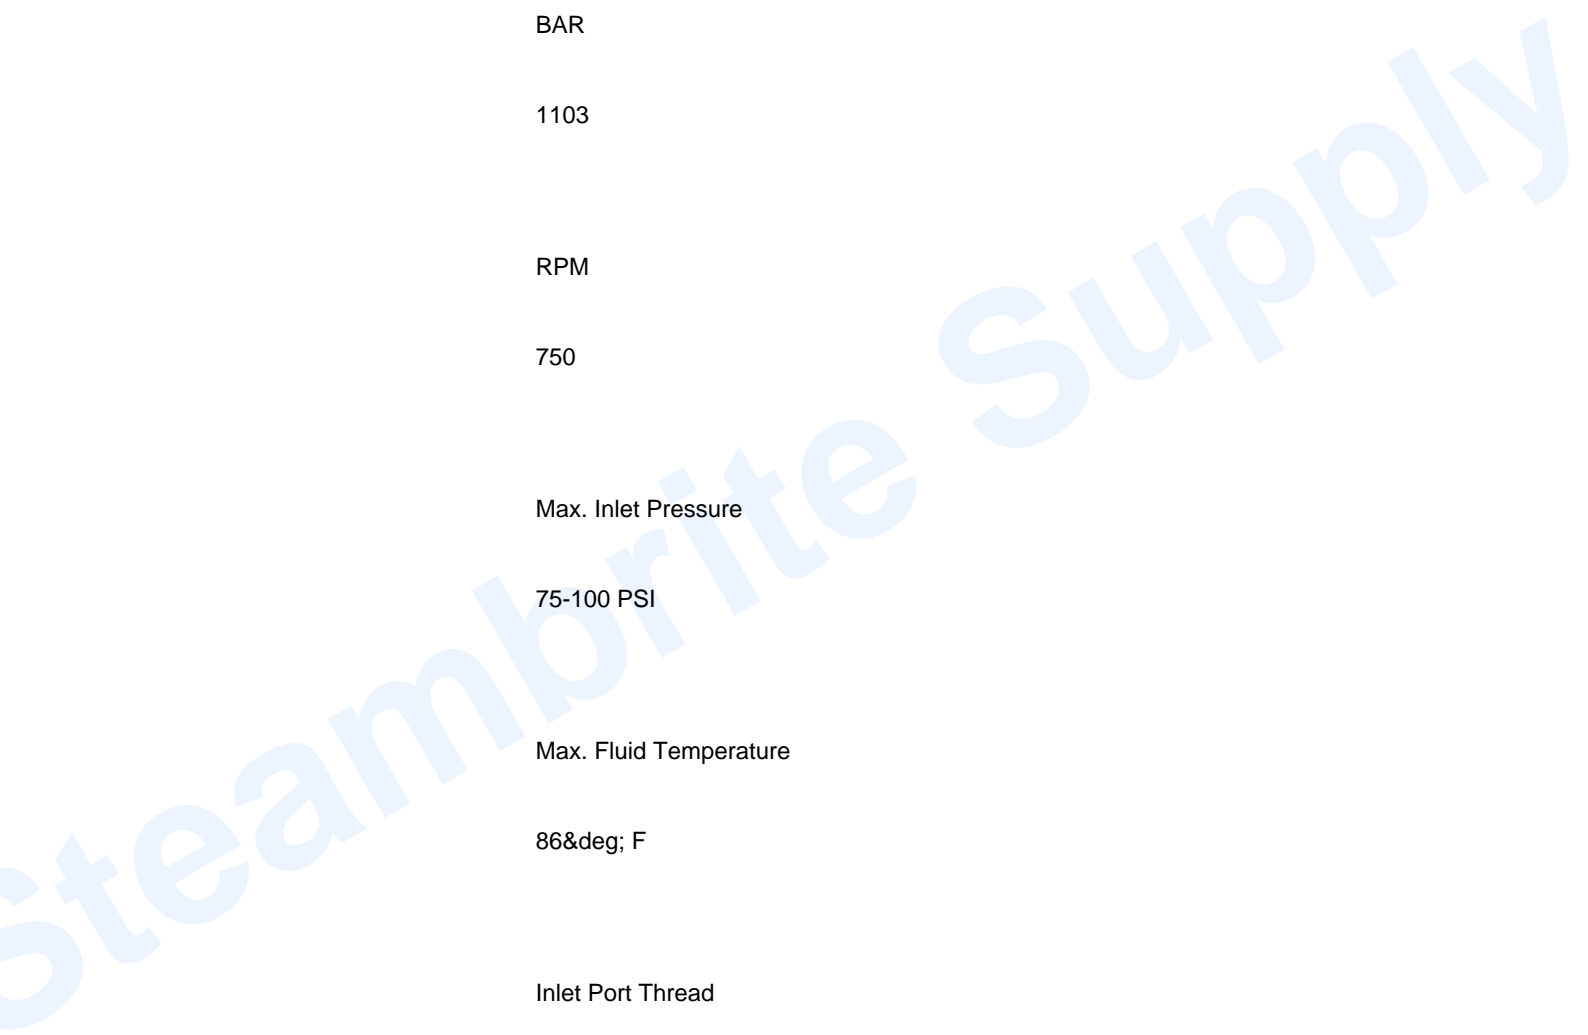 BAR
1103
RPM
750
Max. Inlet Pressure
75-100 PSI
Max. Fluid Temperature
86&deg; F
Inlet Port Thread
Steambrite Supply